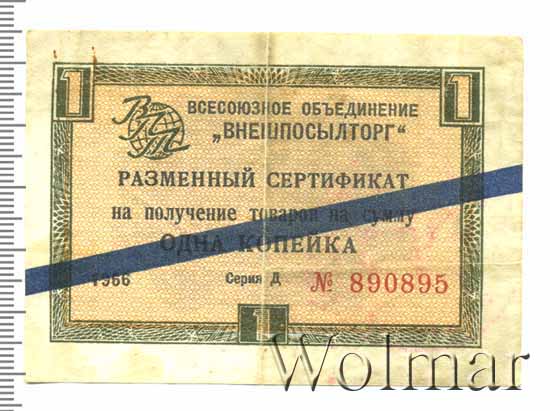 1 1
ВПТ
ВСЕСОЮЗНОЕ ОБЪЕДИНЕНИЕ
„ВНЕШПОСЫЛТОРГ“
РАЗМЕННЫЙ СЕРТИФИКАТ
на получение товаров на сумму
ОДНА КОПЕЙКА
1966 Серия Д № 890895
1
Wolmar